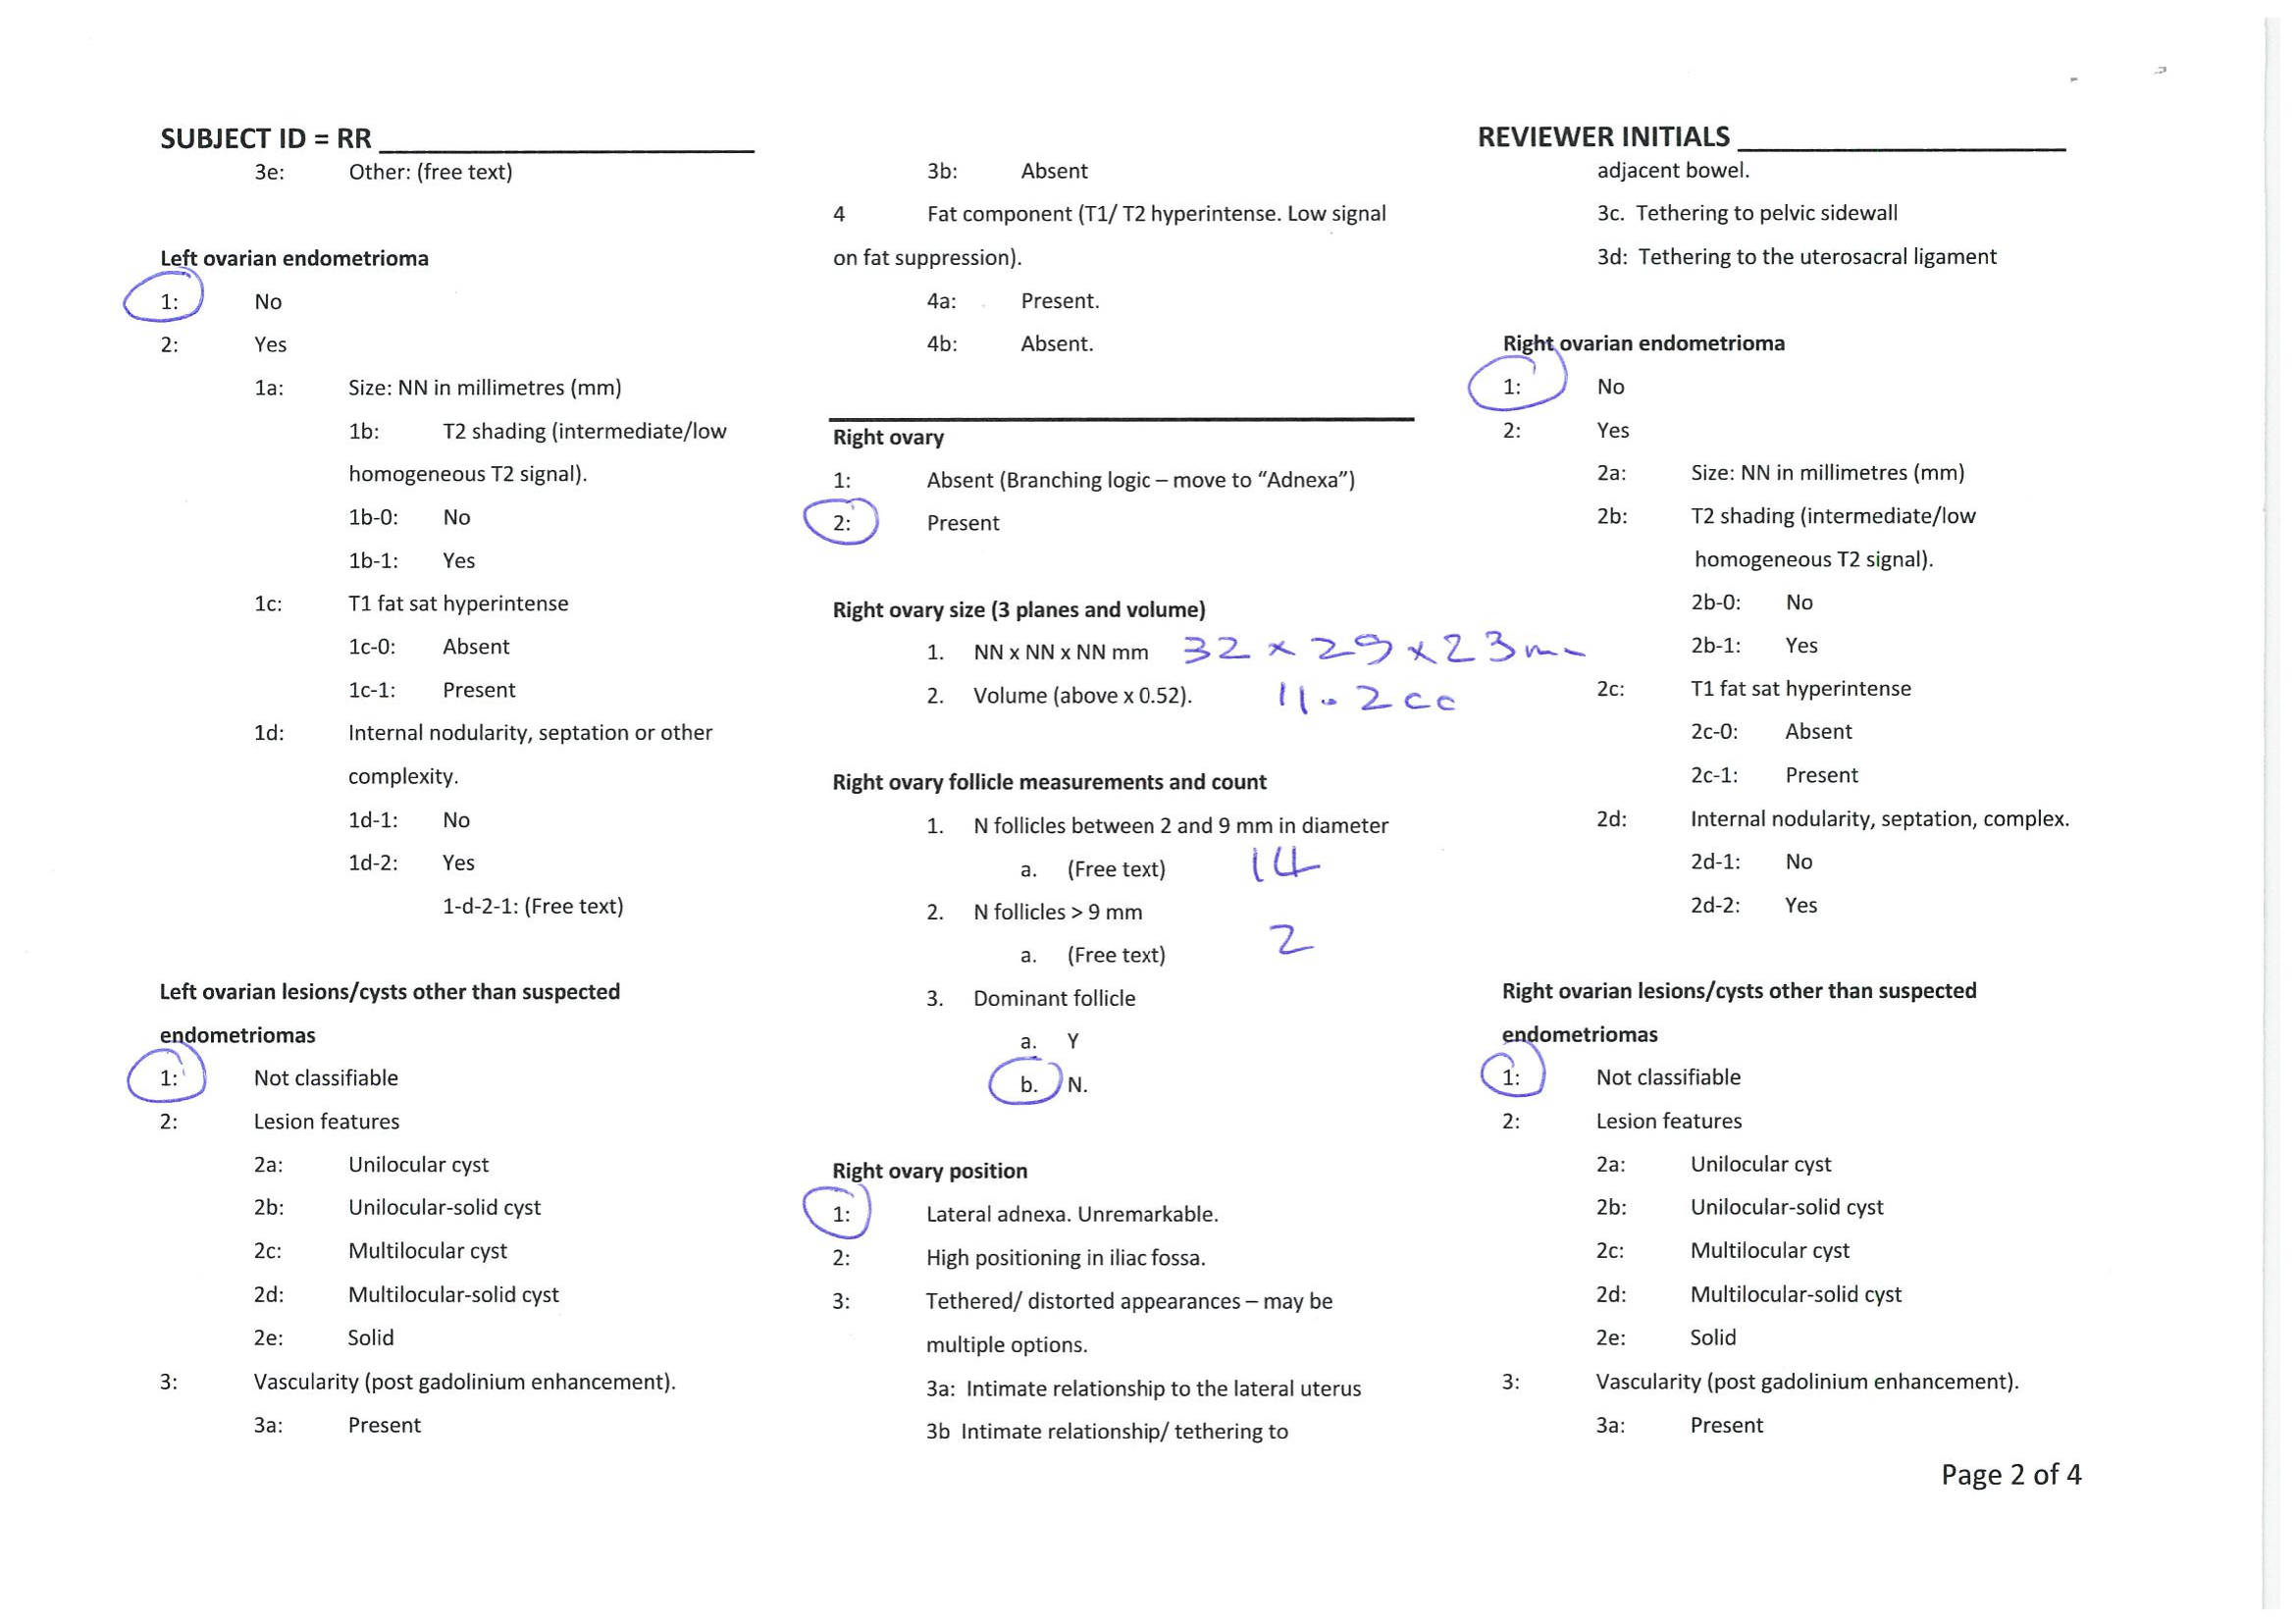 SUBJECT ID = RR
REVIEWER INITIALS
3e: Other: (free text)
Left ovarian endometrioma
1: No
2: Yes
1a: Size: NN in millimetres (mm)
1b: T2 shading (intermediate/low
homogeneous T2 signal).
1b-0: No
1b-1: Yes
1c: T1 fat sat hyperintense
1c-0: Absent
1c-1: Present
1d: Internal nodularity, septation or other
complexity.
1d-1: No
1d-2: Yes
1-d-2-1: (Free text)
Left ovarian lesions/cysts other than suspected
endometriomas
1: Not classifiable
2: Lesion features
2a: Unilocular cyst
2b: Unilocular-solid cyst
2c: Multilocular cyst
2d: Multilocular-solid cyst
2e: Solid
3: Vascularity (post gadolinium enhancement).
3a: Present
3b: Absent
4 Fat component (T1/ T2 hyperintense. Low signal
on fat suppression).
4a: Present.
4b: Absent.
Right ovary
1: Absent (Branching logic – move to “Adnexa”)
2: Present
Right ovary size (3 planes and volume)
1. NN x NN x NN mm 32 x 29 x 23mm
2. Volume (above x 0.52). 11.2cc
Right ovary follicle measurements and count
1. N follicles between 2 and 9 mm in diameter
a. (Free text) 14
2. N follicles > 9 mm
a. (Free text) 2
3. Dominant follicle
a. Y
b. N.
Right ovary position
1: Lateral adnexa. Unremarkable.
2: High positioning in iliac fossa.
3: Tethered/ distorted appearances – may be
multiple options.
3a: Intimate relationship to the lateral uterus
3b Intimate relationship/ tethering to
adjacent bowel.
3c. Tethering to pelvic sidewall
3d: Tethering to the uterosacral ligament
Right ovarian endometrioma
1: No
2: Yes
2a: Size: NN in millimetres (mm)
2b: T2 shading (intermediate/low
homogeneous T2 signal).
2b-0: No
2b-1: Yes
2c: T1 fat sat hyperintense
2c-0: Absent
2c-1: Present
2d: Internal nodularity, septation, complex.
2d-1: No
2d-2: Yes
Right ovarian lesions/cysts other than suspected
endometriomas
1: Not classifiable
2: Lesion features
2a: Unilocular cyst
2b: Unilocular-solid cyst
2c: Multilocular cyst
2d: Multilocular-solid cyst
2e: Solid
3: Vascularity (post gadolinium enhancement).
3a: Present
Page 2 of 4